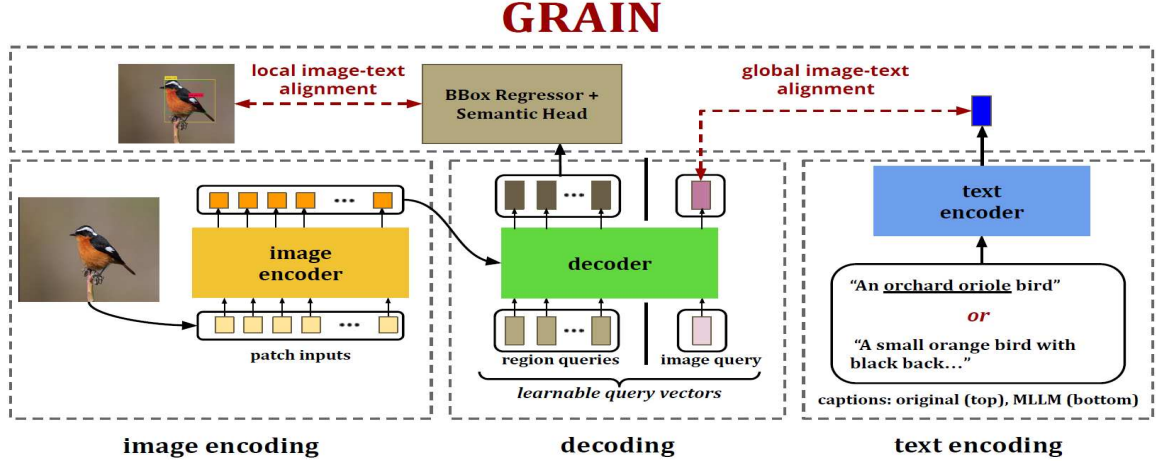 GRAIN
local image-text
alignment
BBox Regressor +
Semantic Head
global image-text
alignment
image
encoder
patch inputs
image encoding
decoder
region queries
image query
learnable query vectors
decoding
text
encoder
“An orchard oriole bird”
or
“A small orange bird with
black back...”
captions: original (top), MLLM (bottom)
text encoding